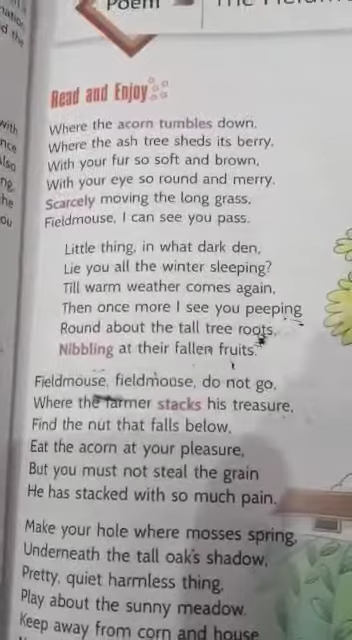 Poem
Read and Enjoy
Where the acorn tumbles down,
Where the ash tree sheds its berry,
With your fur so soft and brown,
With your eye so round and merry,
Scarcely moving the long grass,
Fieldmouse, I can see you pass.
Little thing, in what dark den,
Lie you all the winter sleeping?
Till warm weather comes again,
Then once more I see you peeping
Round about the tall tree roots,
Nibbling at their fallen fruits.
Fieldmouse, fieldmouse, do not go,
Where the farmer stacks his treasure,
Find the nut that falls below,
Eat the acorn at your pleasure,
But you must not steal the grain
He has stacked with so much pain.
Make your hole where mosses spring,
Underneath the tall oak's shadow,
Pretty, quiet harmless thing,
Play about the sunny meadow.
Keep away from corn and house